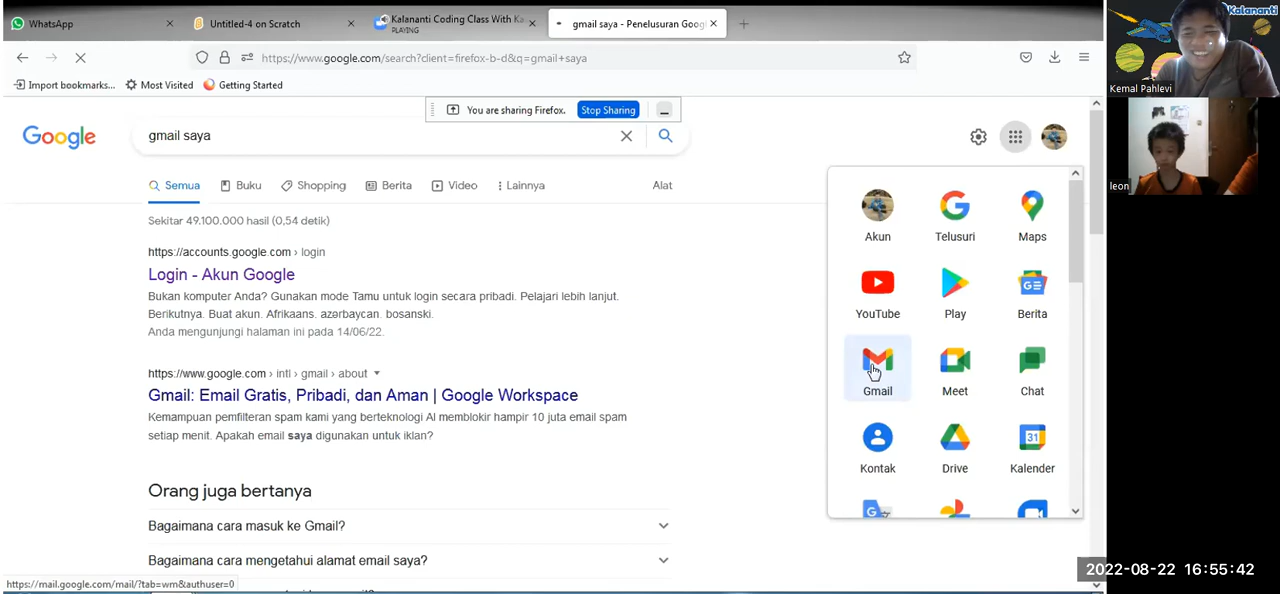 WhatsApp
Untitled-4 on Scratch
Kalananti Coding Class With Ka
PLAYING
gmail saya - Penelusuran Goog
https://www.google.com/search?client=firefox-b-d&q=gmail+saya
Import bookmarks...
Most Visited
Getting Started
You are sharing Firefox.
Stop Sharing
Google
gmail saya
Semua
Buku
Shopping
Berita
Video
Lainnya
Alat
Sekitar 49.100.000 hasil (0,54 detik)
https://accounts.google.com › login
Login - Akun Google
Bukan komputer Anda? Gunakan mode Tamu untuk login secara pribadi. Pelajari lebih lanjut.
Berikutnya. Buat akun. Afrikaans. azərbaycan. bosanski.
Anda mengunjungi halaman ini pada 14/06/22.
https://www.google.com › intl › gmail › about
Gmail: Email Gratis, Pribadi, dan Aman | Google Workspace
Kemampuan pemfilteran spam kami yang berteknologi AI memblokir hampir 10 juta email spam
setiap menit. Apakah email saya digunakan untuk iklan?
Orang juga bertanya
Bagaimana cara masuk ke Gmail?
Bagaimana cara mengetahui alamat email saya?
https://mail.google.com/mail/?tab=wm&authuser=0
Akun
Telusuri
Maps
YouTube
Play
Berita
Gmail
Meet
Chat
Kontak
Drive
31
Kalender
Kalananti
Kemal Pahlevi
leon
2022-08-22 16:55:42